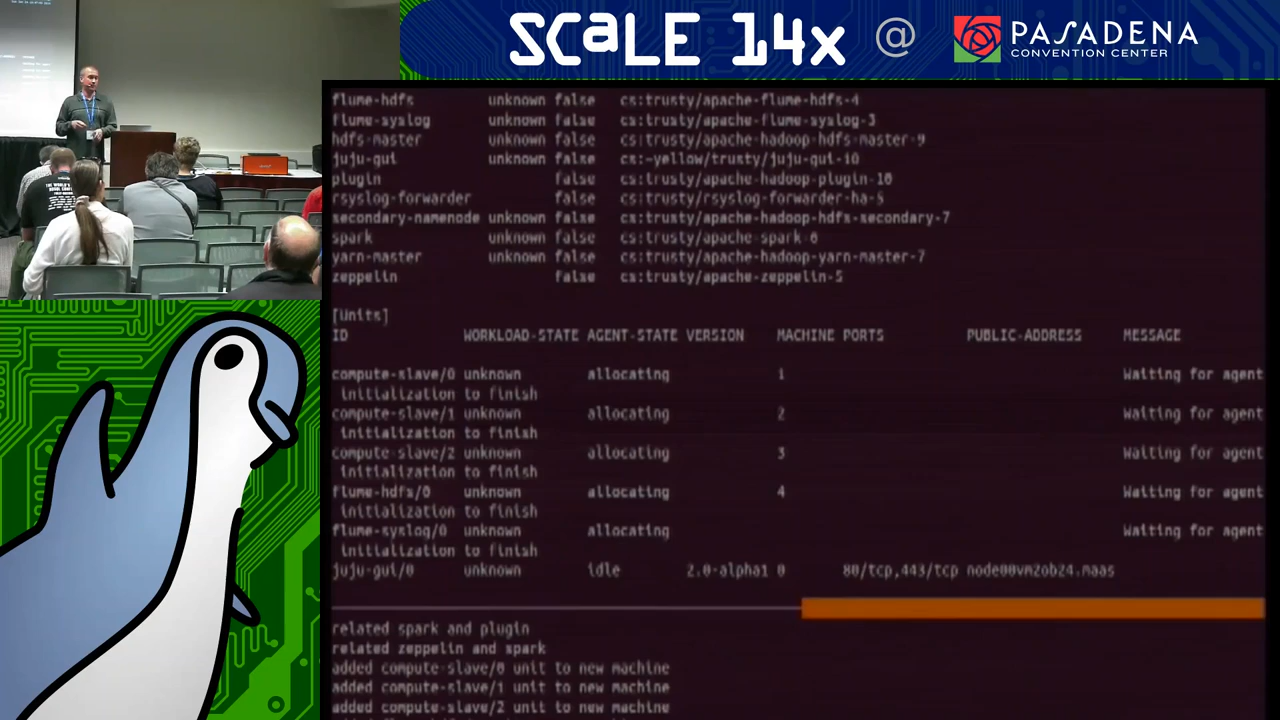 SCALE 14x @ PASADENA
CONVENTION CENTER
flume-hdfs unknown false cs:trusty/apache-flume-hdfs-4
flume-syslog unknown false cs:trusty/apache-flume-syslog-3
hdfs-master unknown false cs:trusty/apache-hadoop-hdfs-master-9
juju-gui unknown false cs:~yellow/trusty/juju-gui-10
plugin false cs:trusty/apache-hadoop-plugin-10
rsyslog-forwarder false cs:trusty/rsyslog-forwarder-ha-5
secondary-namenode unknown false cs:trusty/apache-hadoop-hdfs-secondary-7
spark unknown false cs:trusty/apache-spark-6
yarn-master unknown false cs:trusty/apache-hadoop-yarn-master-7
zeppelin false cs:trusty/apache-zeppelin-5
[Units]
ID WORKLOAD-STATE AGENT-STATE VERSION MACHINE PORTS PUBLIC-ADDRESS MESSAGE
compute-slave/0 unknown allocating 1 Waiting for agent
initialization to finish
compute-slave/1 unknown allocating 2 Waiting for agent
initialization to finish
compute-slave/2 unknown allocating 3 Waiting for agent
initialization to finish
flume-hdfs/0 unknown allocating 4 Waiting for agent
initialization to finish
flume-syslog/0 unknown allocating Waiting for agent
initialization to finish
juju-gui/0 unknown idle 2.0-alpha1 0 80/tcp,443/tcp node00vm2ob24.maas
related spark and plugin
related zeppelin and spark
added compute-slave/0 unit to new machine
added compute-slave/1 unit to new machine
added compute-slave/2 unit to new machine